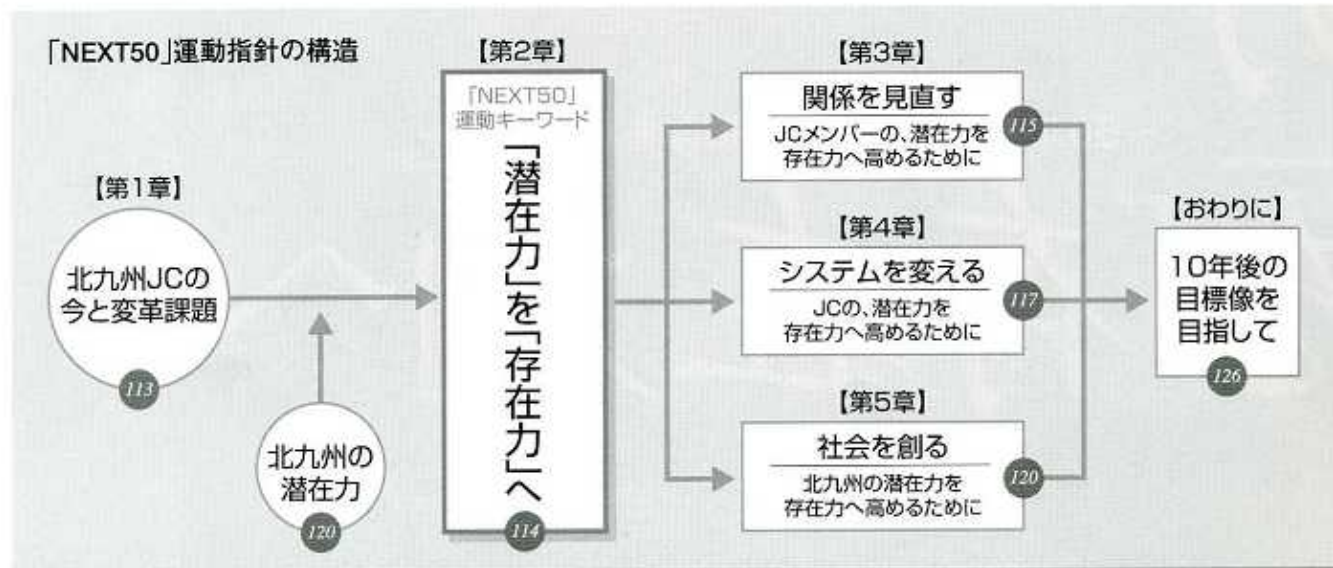 「NEXT50」運動指針の構造
【第1章】
北九州JCの
今と変革課題
113
北九州の
潜在力
120
【第2章】
「NEXT50」
運動キーワード
「潜在力」を「存在力」へ
114
【第3章】
関係を見直す
JCメンバーの、潜在力を
存在力へ高めるために
115
【第4章】
システムを変える
JCの、潜在力を
存在力へ高めるために
117
【第5章】
社会を創る
北九州の潜在力を
存在力へ高めるために
120
【おわりに】
10年後の
目標像を
目指して
126